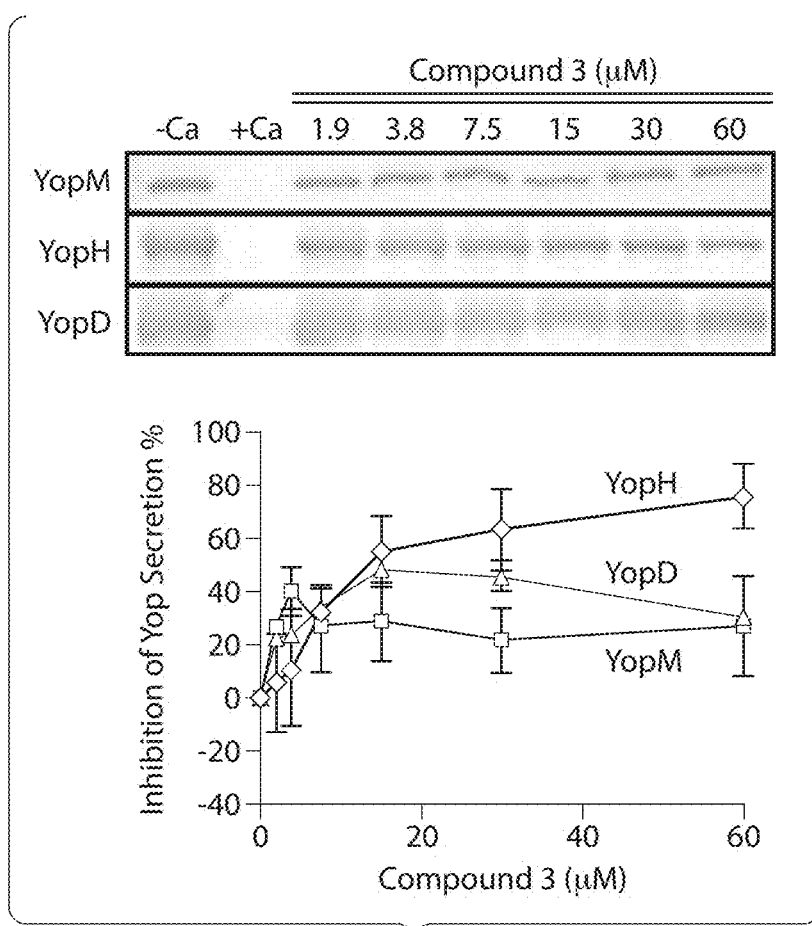 Compound 3 (μM)
-Ca +Ca 1.9 3.8 7.5 15 30 60
YopM
YopH
YopD
Inhibition of Yop Secretion %
100
80
60
40
20
0
-20
-40
YopH
YopD
YopM
0 20 40 60
Compound 3 (μM)